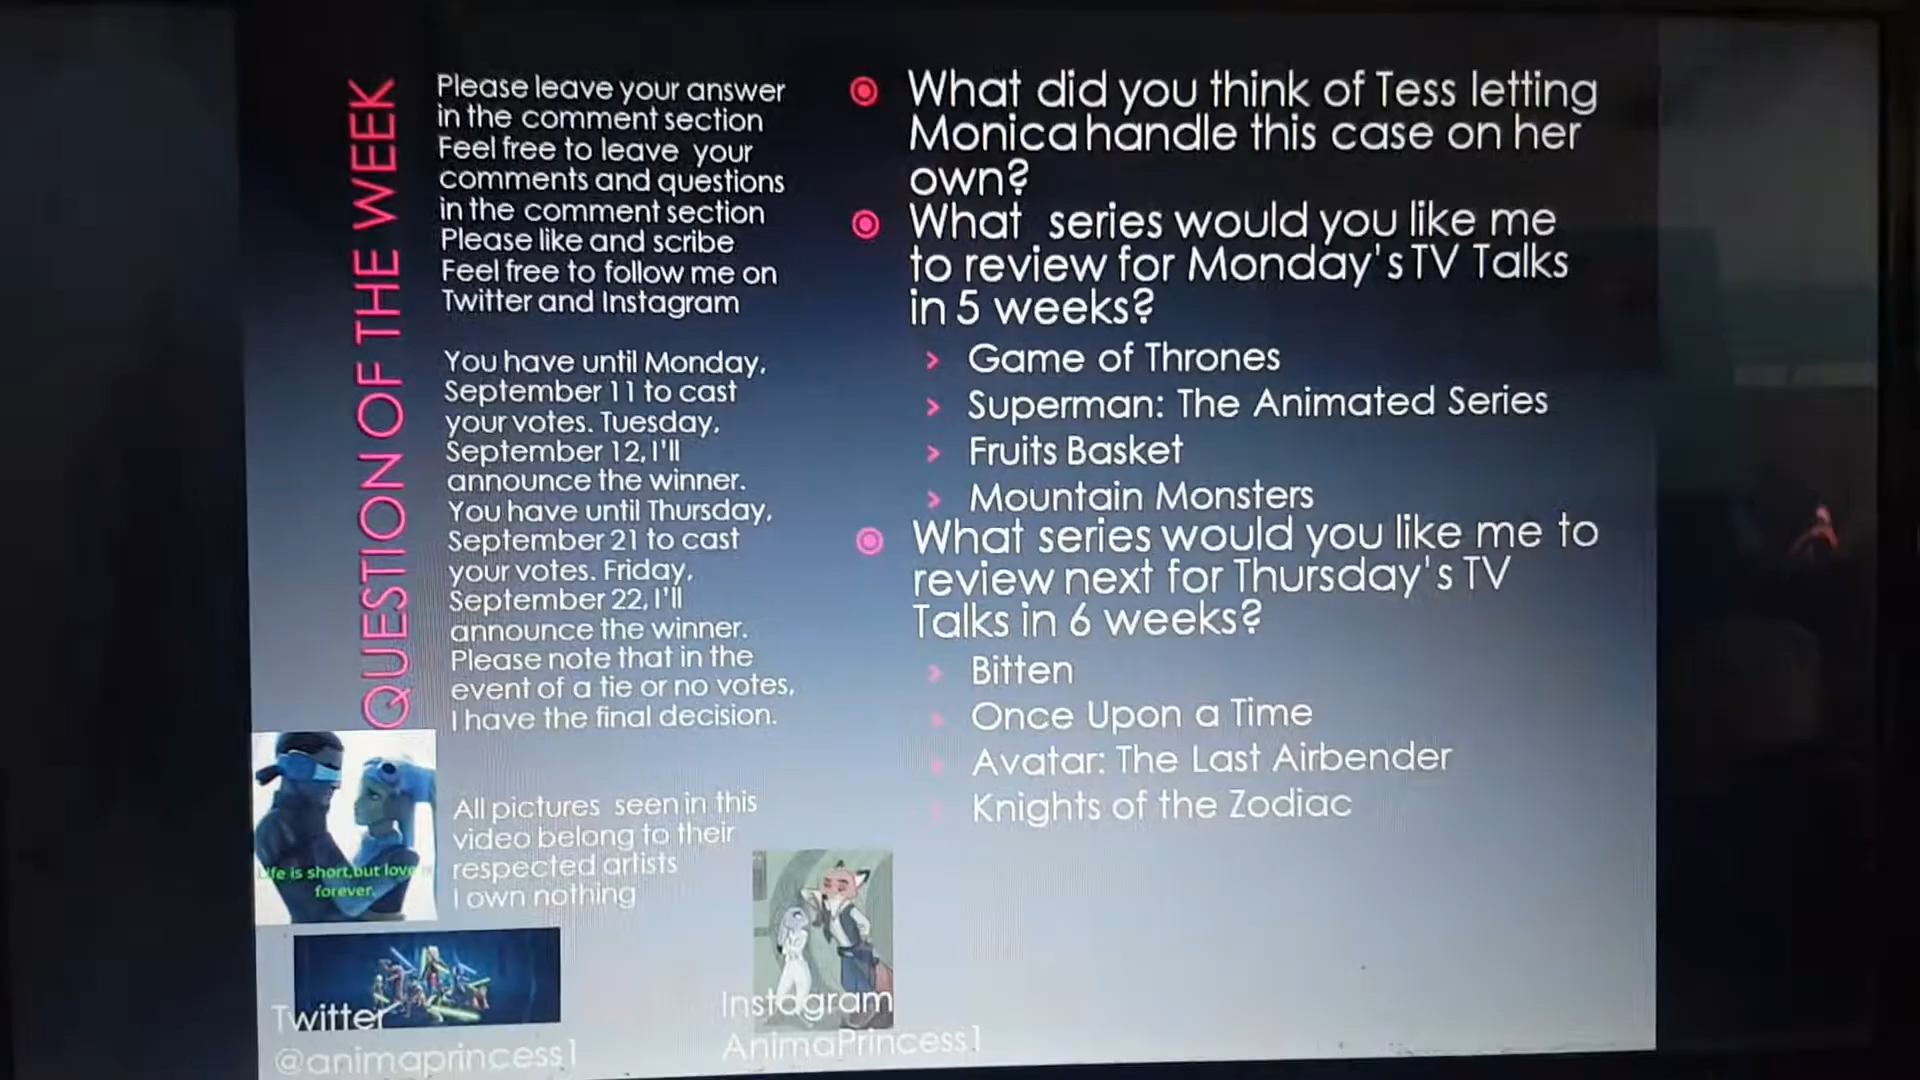 QUESTION OF THE WEEK
Please leave your answer
in the comment section
Feel free to leave your
comments and questions
in the comment section
Please like and scribe
Feel free to follow me on
Twitter and Instagram
You have until Monday,
September 11 to cast
your votes. Tuesday,
September 12, I'll
announce the winner.
You have until Thursday,
September 21 to cast
your votes. Friday,
September 22, I'll
announce the winner.
Please note that in the
event of a tie or no votes,
I have the final decision.
All pictures seen in this
video belong to their
respected artists
I own nothing
What did you think of Tess letting
Monica handle this case on her
own?
What series would you like me
to review for Monday's TV Talks
in 5 weeks?
Game of Thrones
Superman: The Animated Series
Fruits Basket
Mountain Monsters
What series would you like me to
review next for Thursday's TV
Talks in 6 weeks?
Bitten
Once Upon a Time
Avatar: The Last Airbender
Knights of the Zodiac
is short,but love
forever.
Twitter
@animaprincess1
Instagram
AnimaPrincess1